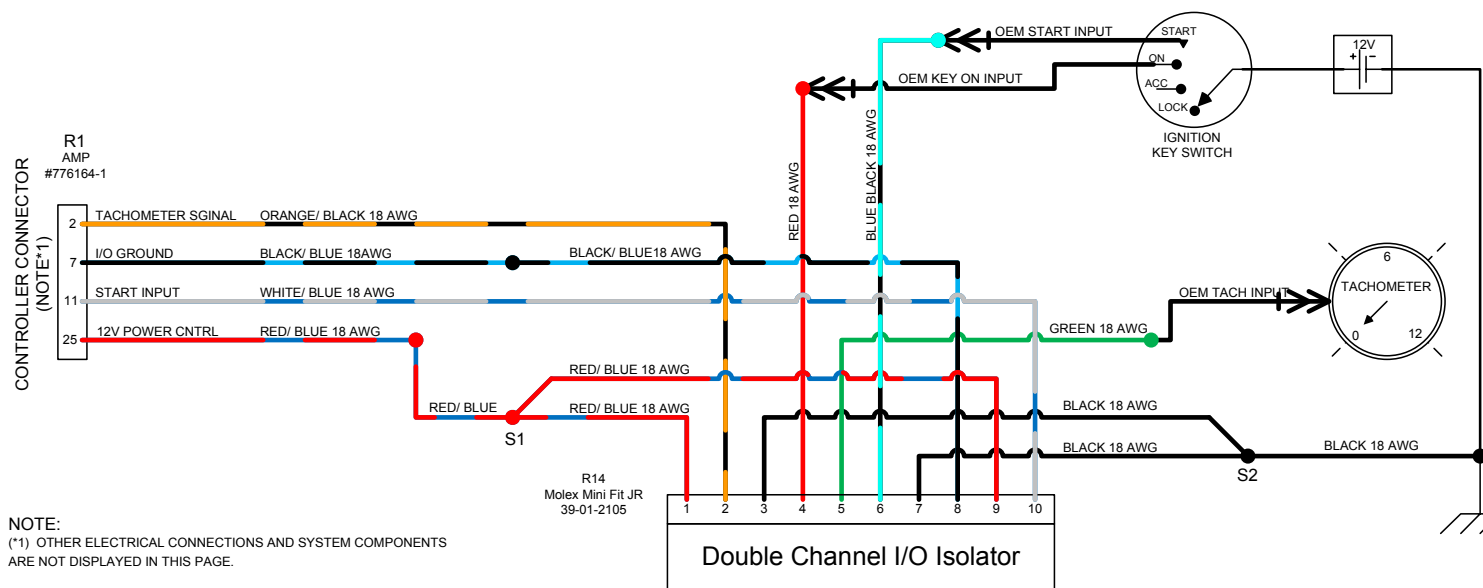 OEM START INPUT
START
12V
+ -
ON
OEM KEY ON INPUT
ACC
LOCK
IGNITION
KEY SWITCH
R1
AMP
#776164-1
CONTROLLER CONNECTOR
(NOTE*1)
RED 18 AWG
BLUE BLACK 18 AWG
2 TACHOMETER SGINAL ORANGE/ BLACK 18 AWG
7 I/O GROUND BLACK/ BLUE 18AWG BLACK/ BLUE18 AWG
11 START INPUT WHITE/ BLUE 18 AWG
25 12V POWER CNTRL RED/ BLUE 18 AWG
6
TACHOMETER
0 12
OEM TACH INPUT
GREEN 18 AWG
RED/ BLUE 18 AWG
RED/ BLUE RED/ BLUE 18 AWG
S1
BLACK 18 AWG
BLACK 18 AWG BLACK 18 AWG
S2
R14
Molex Mini Fit JR
39-01-2105
1 2 3 4 5 6 7 8 9 10
Double Channel I/O Isolator
NOTE:
(*1) OTHER ELECTRICAL CONNECTIONS AND SYSTEM COMPONENTS
ARE NOT DISPLAYED IN THIS PAGE.